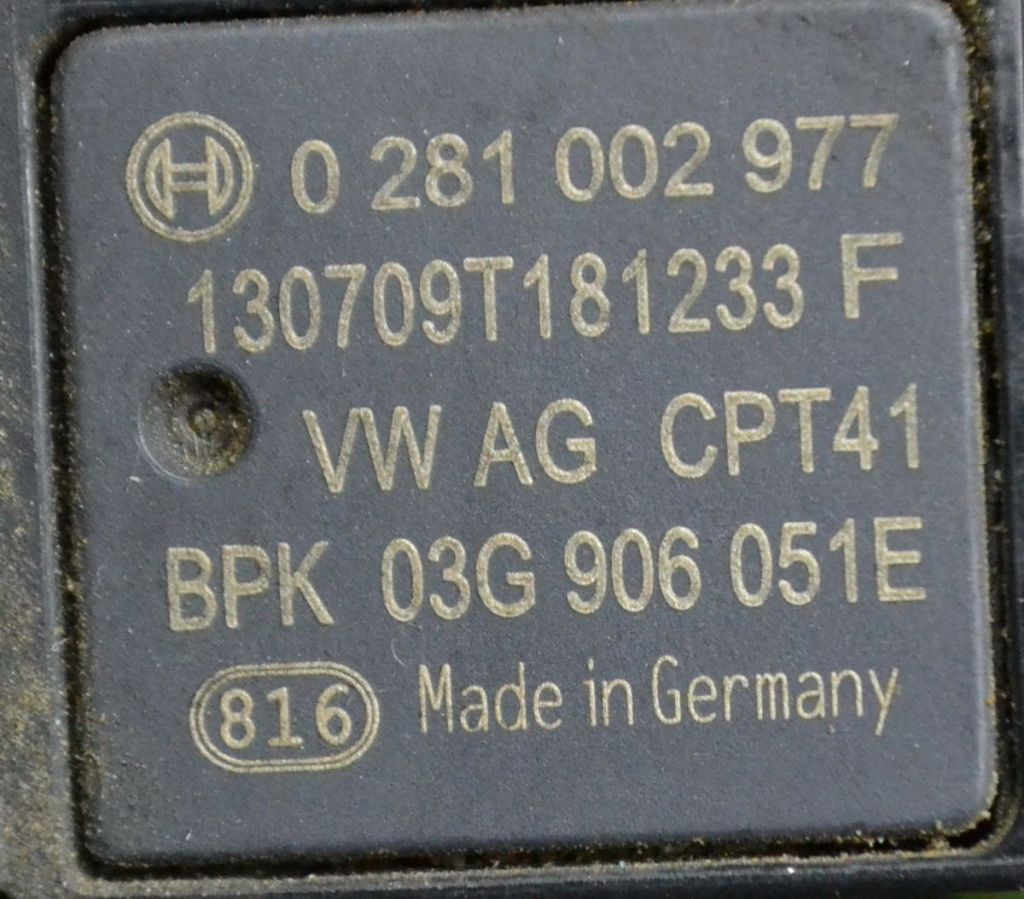 0 281 002 977
130709T181233 F
VW AG CPT41
BPK 03G 906 051E
816 Made in Germany